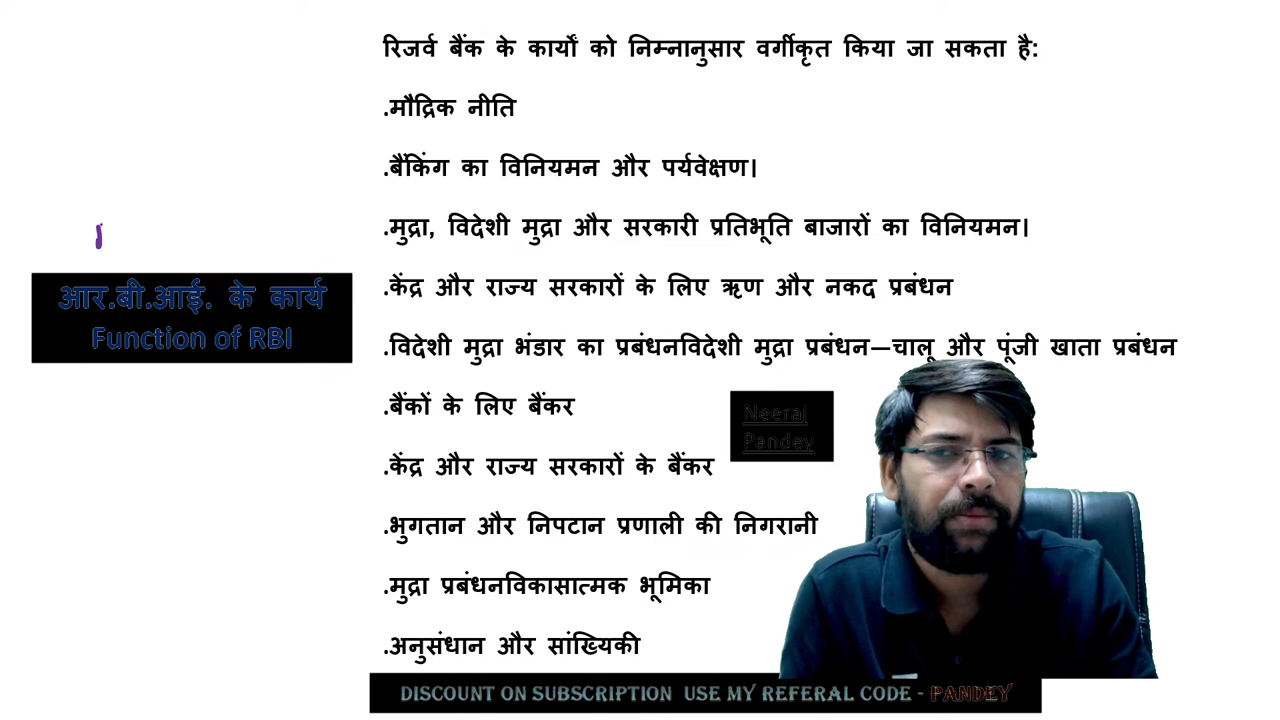 रिजर्व बैंक के कार्यों को निम्नानुसार वर्गीकृत किया जा सकता है:
.मौद्रिक नीति
.बैंकिंग का विनियमन और पर्यवेक्षण।
.मुद्रा, विदेशी मुद्रा और सरकारी प्रतिभूति बाजारों का विनियमन।
आर.बी.आई. के कार्य
Function of RBI
.केंद्र और राज्य सरकारों के लिए ऋण और नकद प्रबंधन
.विदेशी मुद्रा भंडार का प्रबंधनविदेशी मुद्रा प्रबंधन—चालू और पूंजी खाता प्रबंधन
.बैंकों के लिए बैंकर
Neeraj
Pandey
.केंद्र और राज्य सरकारों के बैंकर
.भुगतान और निपटान प्रणाली की निगरानी
.मुद्रा प्रबंधनविकासात्मक भूमिका
.अनुसंधान और सांख्यिकी
DISCOUNT ON SUBSCRIPTION USE MY REFERAL CODE - PANDEY